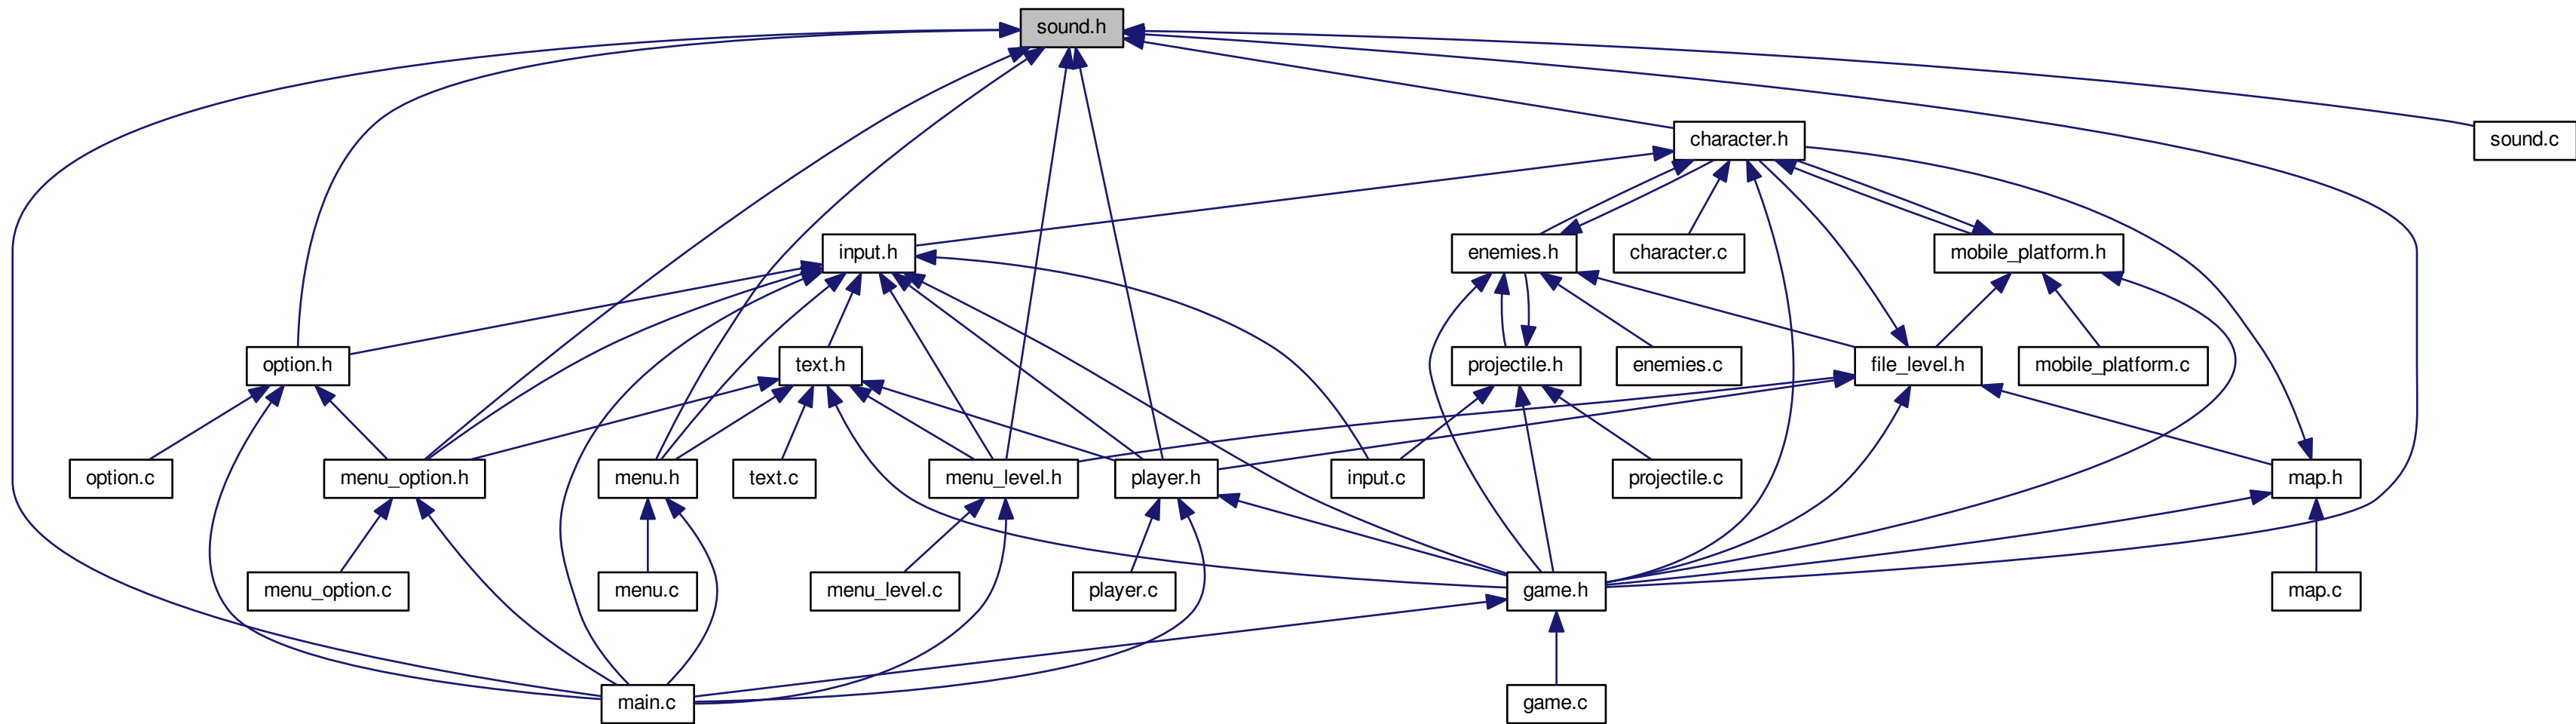 sound.h
character.h
sound.c
input.h
enemies.h
character.c
mobile_platform.h
option.h
text.h
projectile.h
enemies.c
file_level.h
mobile_platform.c
option.c
menu_option.h
menu.h
text.c
menu_level.h
player.h
input.c
projectile.c
map.h
menu_option.c
menu.c
menu_level.c
player.c
game.h
map.c
main.c
game.c